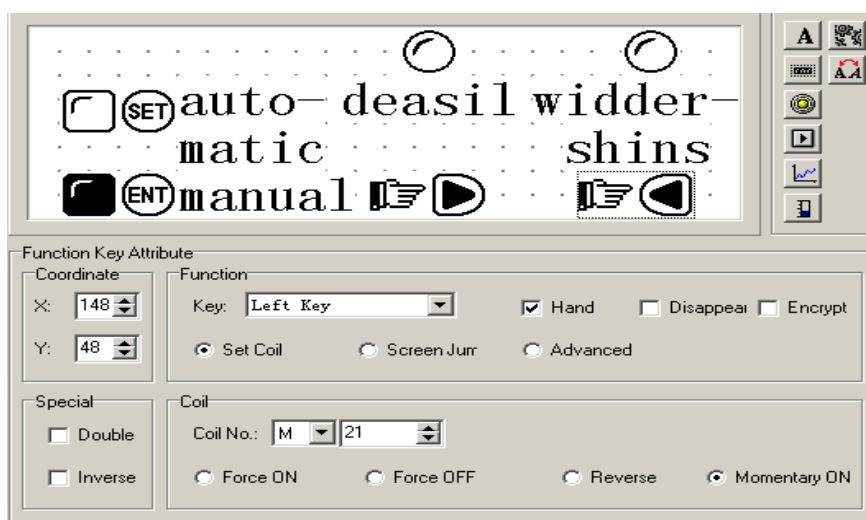 A
SET auto- deasil widder-
matic shins
A A
ENT manual
Function Key Attribute
Coordinate Function
X: 148 Key: Left Key Hand Disappear Encrypt
Y: 48 Set Coil Screen Jum Advanced
Special Coil
Double Coil No.: M 21
Inverse Force ON Force OFF Reverse Momentary ON